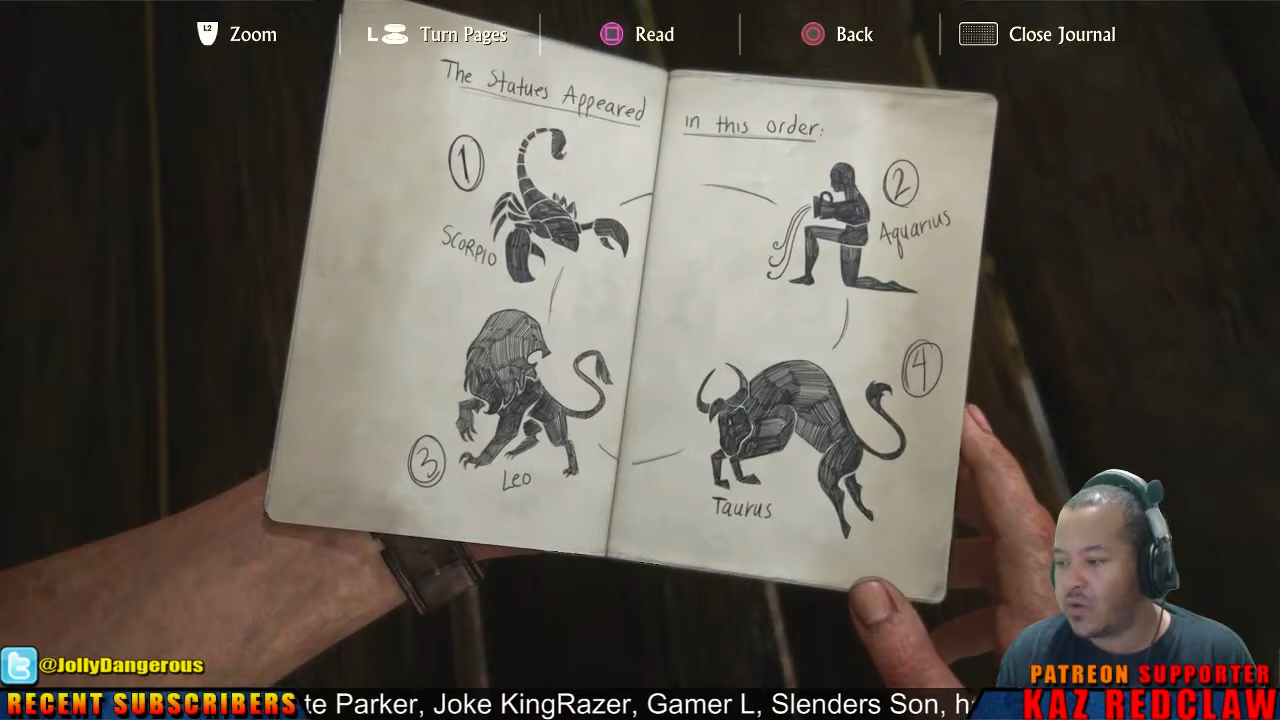 L2 Zoom
L Turn Pages
Read
Back
Close Journal
The Statues Appeared
in this order:
1
SCORPIO
2
Aquarius
3
Leo
4
Taurus
@JollyDangerous
RECENT SUBSCRIBERS
te Parker, Joke KingRazer, Gamer L, Slenders Son, h
PATREON SUPPORTER
KAZ REDCLAW